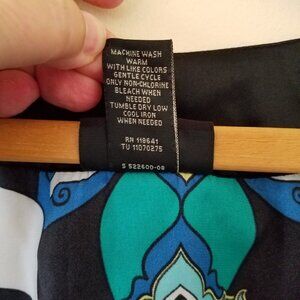 MACHINE WASH
WARM
WITH LIKE COLORS
GENTLE CYCLE
ONLY NON-CHLORINE
BLEACH WHEN
NEEDED
TUMBLE DRY LOW
COOL IRON
WHEN NEEDED
RN 119641
TU 11070275
S 522600-08